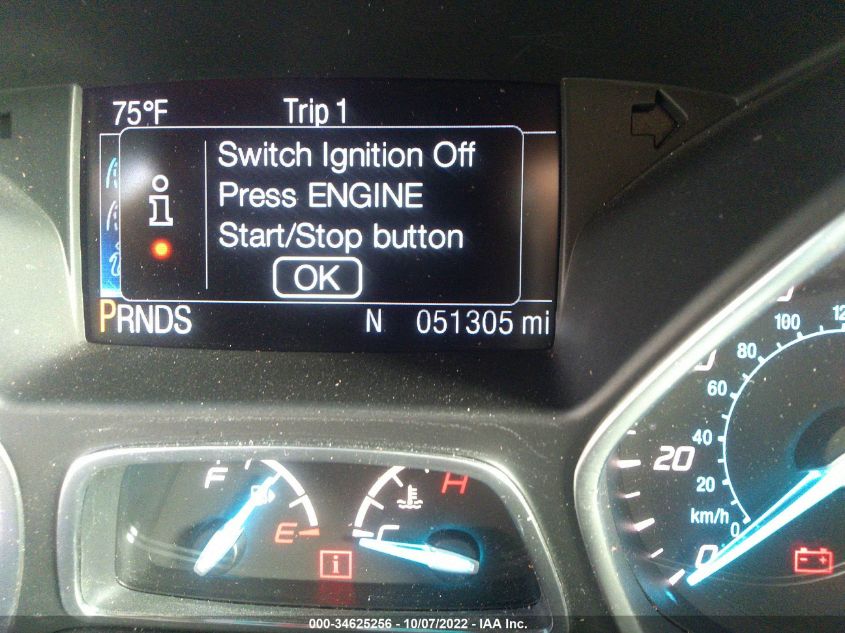 75°F Trip 1
Switch Ignition Off
Press ENGINE
Start/Stop button
OK
PRNDS N 051305 mi
F E C H
i
20 0
100 80 60 40 20 0
km/h
000-34625256 - 10/07/2022 - IAA Inc.